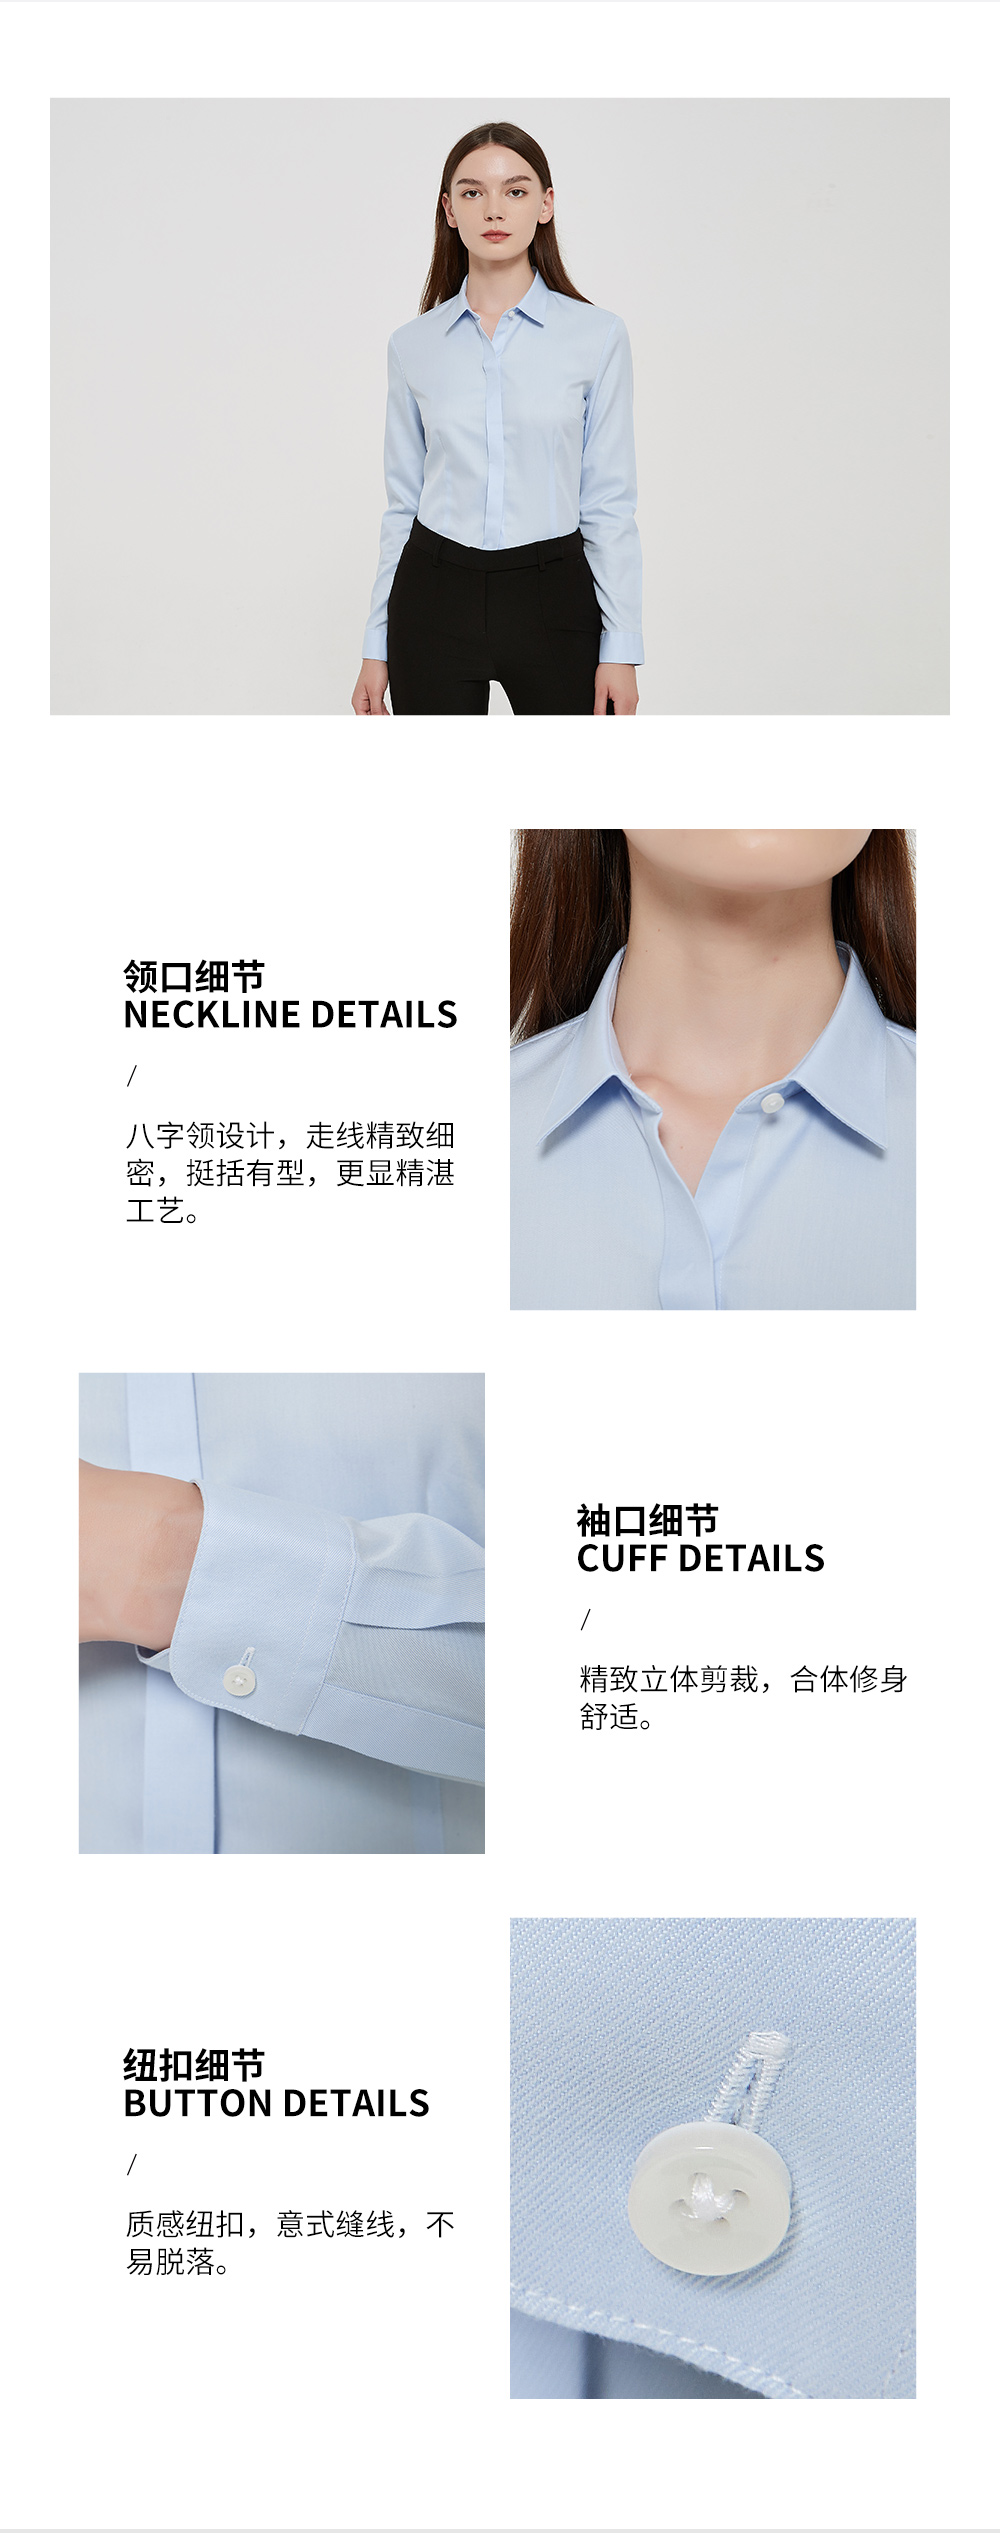 领口细节
NECKLINE DETAILS
/
八字领设计，走线精致细
密，挺括有型，更显精湛
工艺。
袖口细节
CUFF DETAILS
/
精致立体剪裁，合体修身
舒适。
纽扣细节
BUTTON DETAILS
/
质感纽扣，意式缝线，不
易脱落。